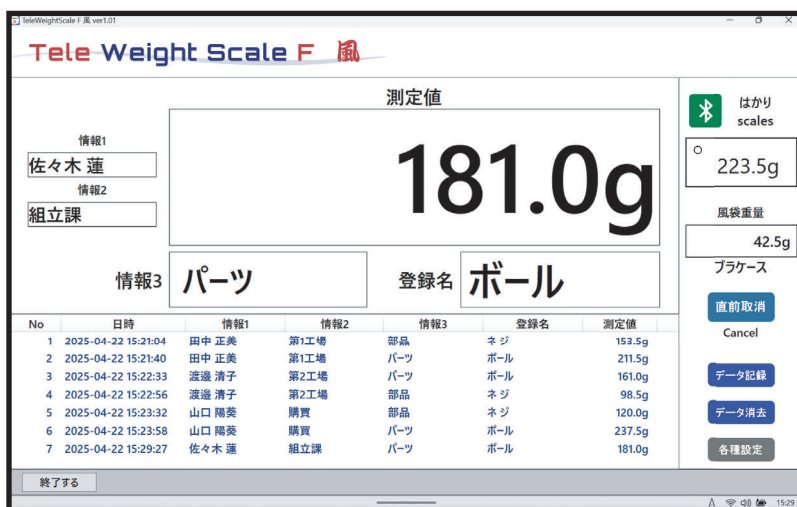 TeleWeightScale F 風 ver1.01
Tele Weight Scale F 風
測定値
情報1
佐々木 蓮
情報2
組立課
181.0g
情報3 パーツ
登録名 ボール
はかり
scales
223.5g
風袋重量
42.5g
プラケース
直前取消
Cancel
データ記録
データ消去
各種設定
No 日時 情報1 情報2 情報3 登録名 測定値
1 2025-04-22 15:21:04 田中 正美 第1工場 部品 ネジ 153.5g
2 2025-04-22 15:21:40 田中 正美 第1工場 パーツ ボール 211.5g
3 2025-04-22 15:22:33 渡邉 清子 第2工場 パーツ ボール 161.0g
4 2025-04-22 15:22:56 渡邉 清子 第2工場 部品 ネジ 98.5g
5 2025-04-22 15:23:32 山口 陽葵 購買 部品 ネジ 120.0g
6 2025-04-22 15:23:58 山口 陽葵 購買 パーツ ボール 237.5g
7 2025-04-22 15:29:27 佐々木 蓮 組立課 パーツ ボール 181.0g
終了する
A 15:29